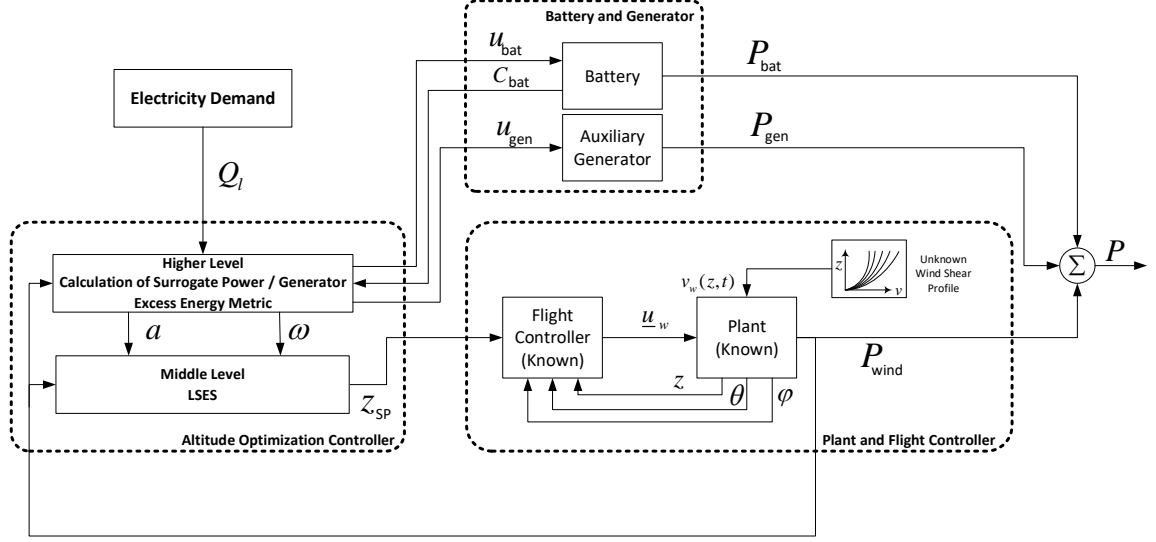 Battery and Generator
u_bat
C_bat
Battery
P_bat
Electricity Demand
u_gen
Auxiliary
Generator
P_gen
Q_l
Higher Level
Calculation of Surrogate Power / Generator
Excess Energy Metric
a
ω
Middle Level
LSES
z_SP
Altitude Optimization Controller
Flight
Controller
(Known)
u_w
v_w(z,t)
z
v
Unknown
Wind Shear
Profile
Plant
(Known)
z
θ
φ
P_wind
Plant and Flight Controller
Σ
P